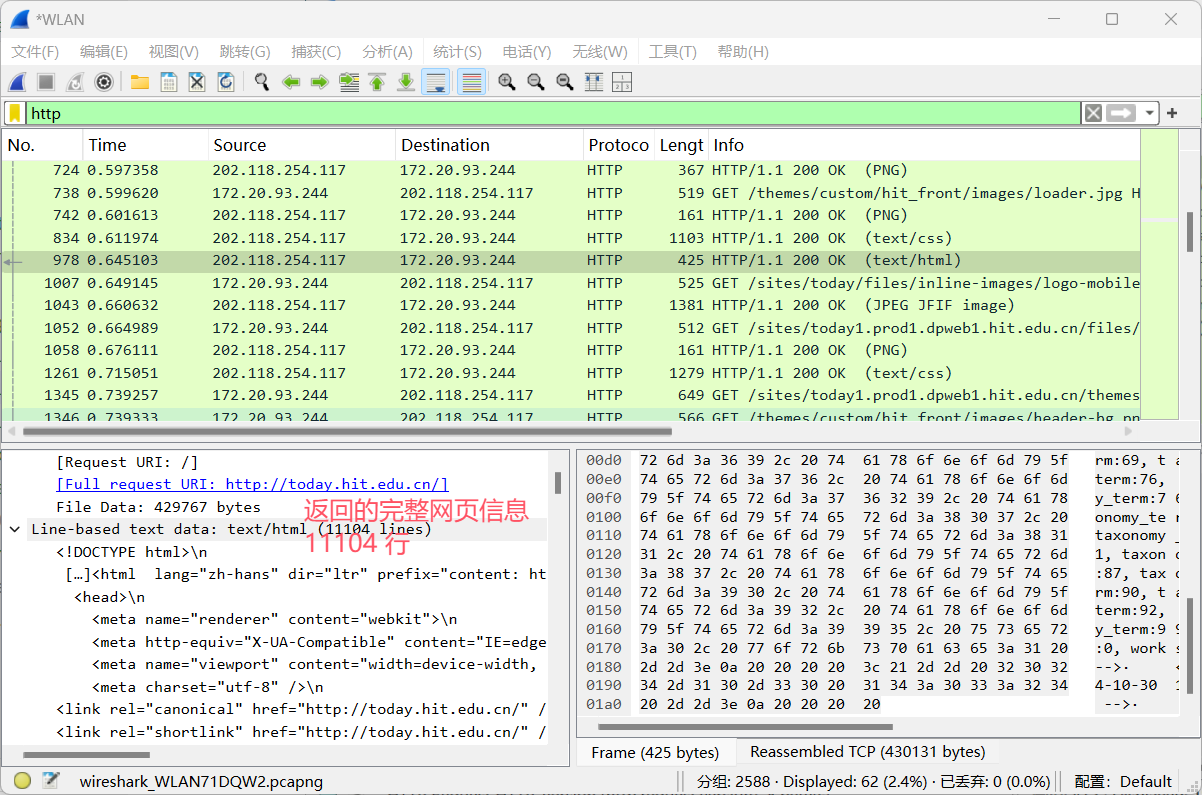 *WLAN
文件(F) 编辑(E) 视图(V) 跳转(G) 捕获(C) 分析(A) 统计(S) 电话(Y) 无线(W) 工具(T) 帮助(H)
http
No. Time Source Destination Protoco Lengt Info
724 0.597358 202.118.254.117 172.20.93.244 HTTP 367 HTTP/1.1 200 OK (PNG)
738 0.599620 172.20.93.244 202.118.254.117 HTTP 519 GET /themes/custom/hit_front/images/loader.jpg H
742 0.601613 202.118.254.117 172.20.93.244 HTTP 161 HTTP/1.1 200 OK (PNG)
834 0.611974 202.118.254.117 172.20.93.244 HTTP 1103 HTTP/1.1 200 OK (text/css)
978 0.645103 202.118.254.117 172.20.93.244 HTTP 425 HTTP/1.1 200 OK (text/html)
1007 0.649145 172.20.93.244 202.118.254.117 HTTP 525 GET /sites/today/files/inline-images/logo-mobile
1043 0.660632 202.118.254.117 172.20.93.244 HTTP 1381 HTTP/1.1 200 OK (JPEG JFIF image)
1052 0.664989 172.20.93.244 202.118.254.117 HTTP 512 GET /sites/today1.prod1.dpweb1.hit.edu.cn/files/
1058 0.676111 202.118.254.117 172.20.93.244 HTTP 161 HTTP/1.1 200 OK (PNG)
1261 0.715051 202.118.254.117 172.20.93.244 HTTP 1279 HTTP/1.1 200 OK (text/css)
1345 0.739257 172.20.93.244 202.118.254.117 HTTP 649 GET /sites/today1.prod1.dpweb1.hit.edu.cn/themes
1346 0.739333 172.20.93.244 202.118.254.117 HTTP 566 GET /themes/custom/hit_front/images/header-bg.pn
[Request URI: /]
[Full request URI: http://today.hit.edu.cn/]
File Data: 429767 bytes
返回的完整网页信息
Line-based text data: text/html (11104 lines)
11104 行
<!DOCTYPE html>\n
[…]<html  lang="zh-hans" dir="ltr" prefix="content: ht
<head>\n
<meta name="renderer" content="webkit">\n
<meta http-equiv="X-UA-Compatible" content="IE=edge
<meta name="viewport" content="width=device-width,
<meta charset="utf-8" />\n
<link rel="canonical" href="http://today.hit.edu.cn/" /
<link rel="shortlink" href="http://today.hit.edu.cn/" /
00d0 72 6d 3a 36 39 2c 20 74 61 78 6f 6e 6f 6d 79 5f rm:69, t a
00e0 74 65 72 6d 3a 37 36 2c 20 74 61 78 6f 6e 6f 6d term:76,
00f0 79 5f 74 65 72 6d 3a 37 36 32 39 2c 20 74 61 78 y_term:7 6
0100 6f 6e 6f 6d 79 5f 74 65 72 6d 3a 38 30 37 2c 20 onomy_te r
0110 74 61 78 6f 6e 6f 6d 79 5f 74 65 72 6d 3a 38 31 taxonomy _
0120 31 2c 20 74 61 78 6f 6e 6f 6d 79 5f 74 65 72 6d 1, taxon o
0130 3a 38 37 2c 20 74 61 78 6f 6e 6f 6d 79 5f 74 65 :87, tax o
0140 72 6d 3a 39 30 2c 20 74 61 78 6f 6e 6f 6d 79 5f rm:90, t a
0150 74 65 72 6d 3a 39 32 2c 20 74 61 78 6f 6e 6f 6d term:92,
0160 79 5f 74 65 72 6d 3a 39 39 35 2c 20 75 73 65 72 y_term:9 9
0170 3a 30 2c 20 77 6f 72 6b 73 70 61 63 65 3a 31 20 :0, work s
0180 2d 2d 3e 0a 20 20 20 20 3c 21 2d 2d 20 32 30 32 -->· <
0190 34 2d 31 30 2d 33 30 20 31 34 3a 30 33 3a 32 34 4-10-30 1
01a0 20 2d 2d 3e 0a 20 20 20 20 -->·
Frame (425 bytes) Reassembled TCP (430131 bytes)
wireshark_WLAN71DQW2.pcapng 分组: 2588 · Displayed: 62 (2.4%) · 已丢弃: 0 (0.0%) 配置: Default